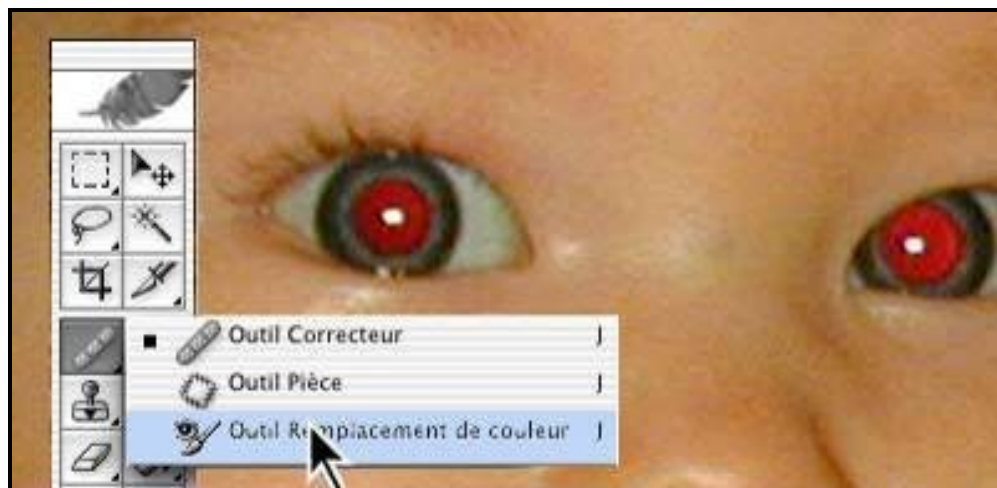 Outil Correcteur J
Outil Pièce J
Outil Remplacement de couleur J